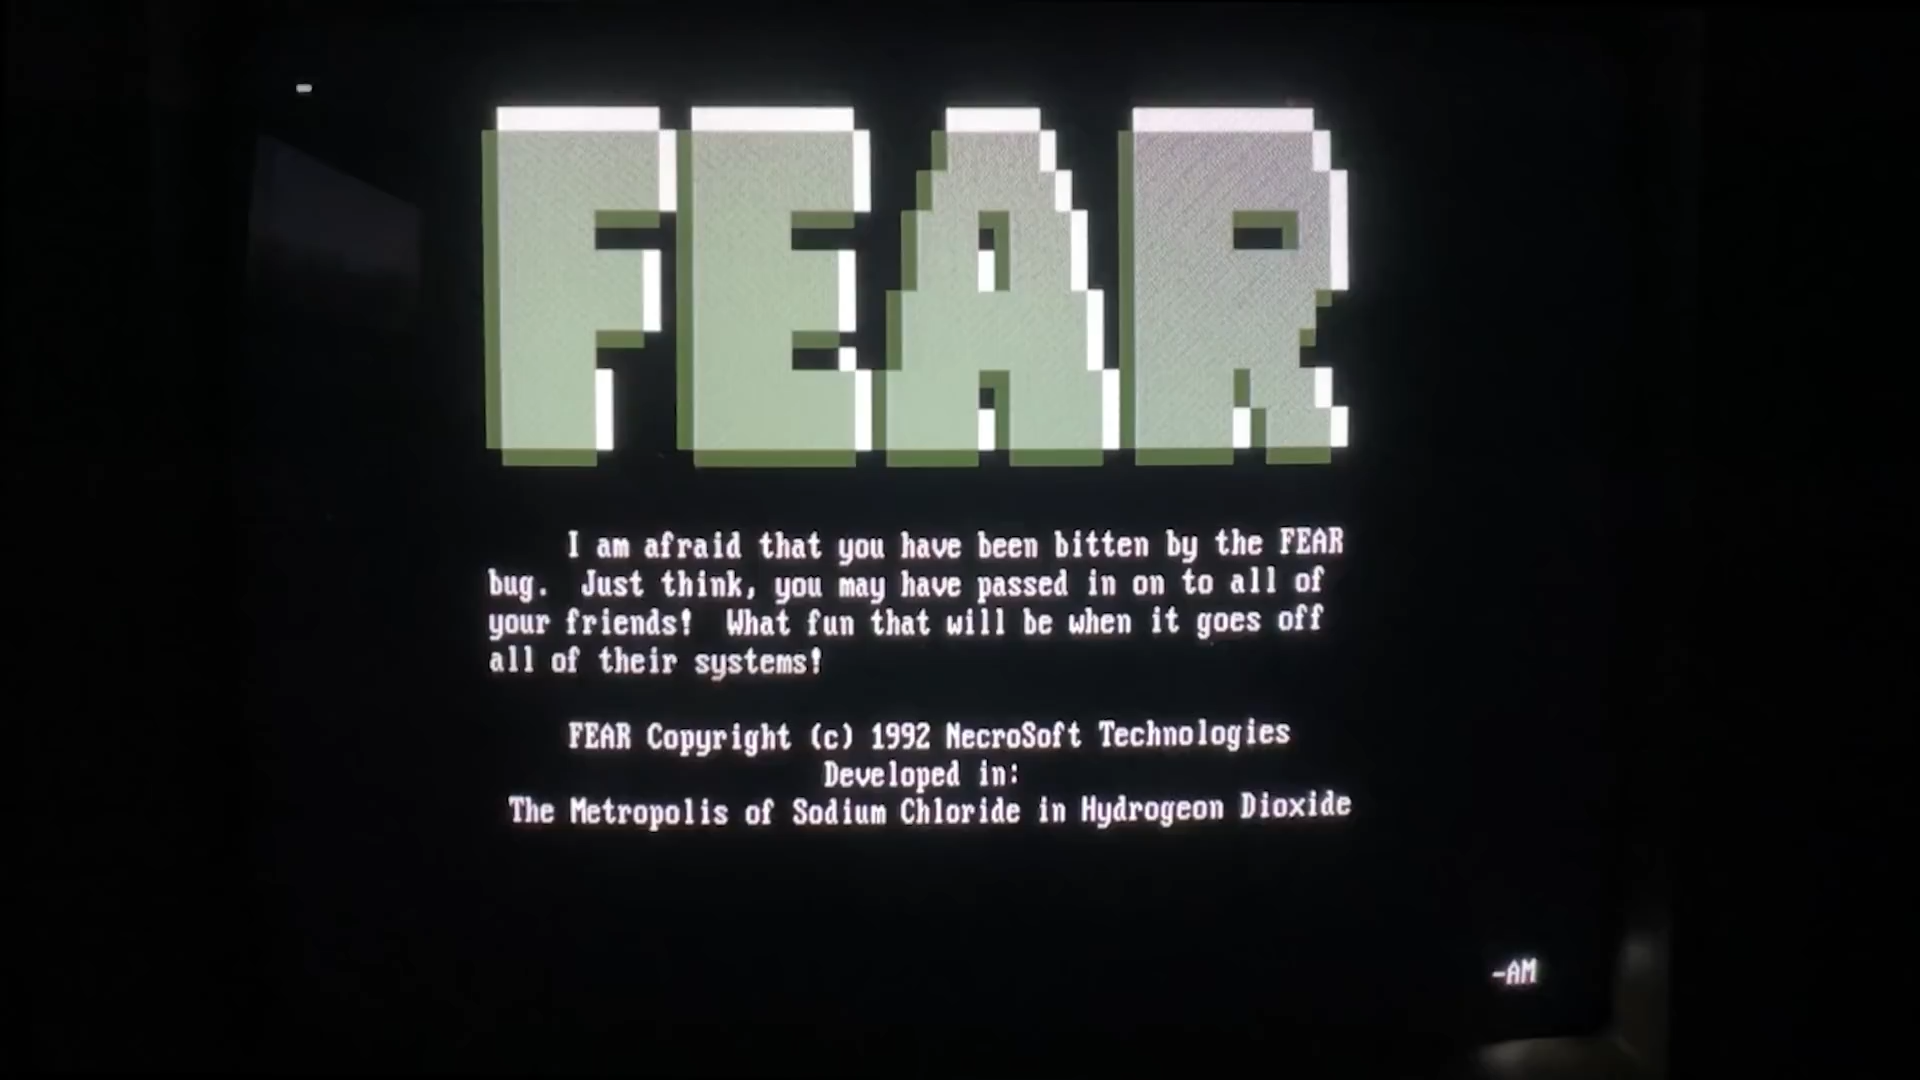 FEAR
I am afraid that you have been bitten by the FEAR
bug. Just think, you may have passed in on to all of
your friends! What fun that will be when it goes off
all of their systems!
FEAR Copyright (c) 1992 NecroSoft Technologies
Developed in:
The Metropolis of Sodium Chloride in Hydrogeon Dioxide
-AM